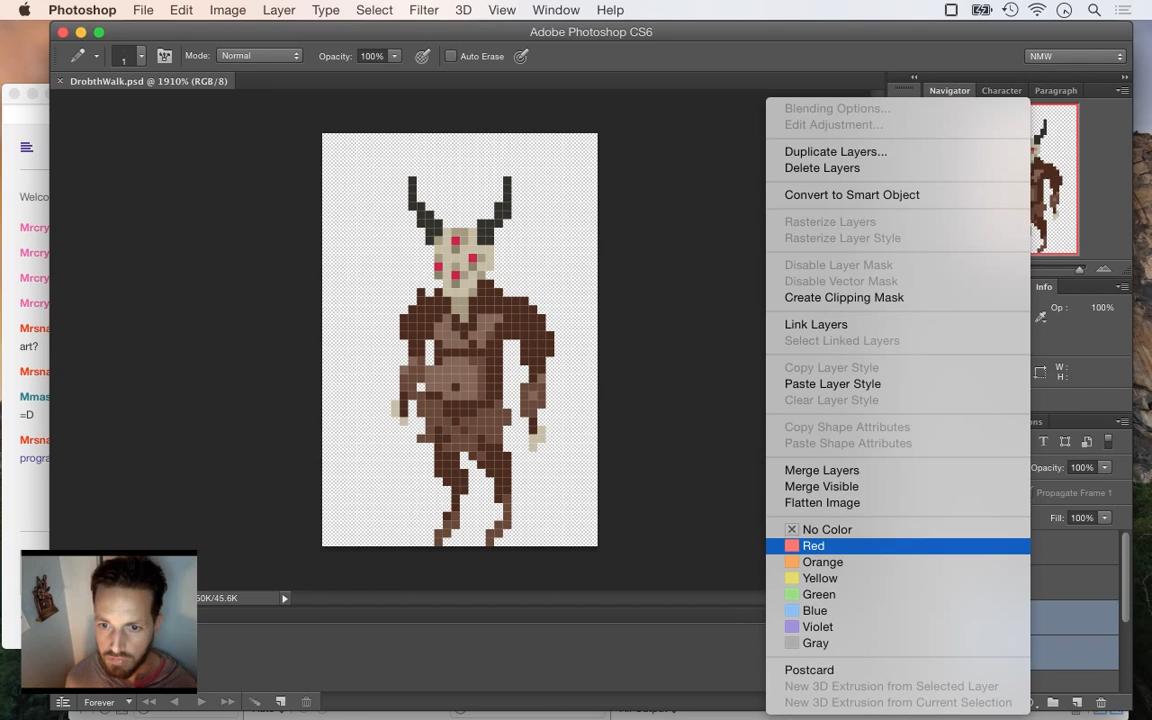 Photoshop File Edit Image Layer Type Select Filter 3D View Window Help
Adobe Photoshop CS6
1 Mode: Normal Opacity: 100% Auto Erase NMW
× DrobthWalk.psd @ 1910% (RGB/8)
Navigator Character Paragraph
Welco
Mrcry
Mrcry
Mrcry
Mrcry
Mrsna
art?
Mrsna
Mmas
=D
Mrsna
progra
Blending Options...
Edit Adjustment...
Duplicate Layers...
Delete Layers
Convert to Smart Object
Rasterize Layers
Rasterize Layer Style
Disable Layer Mask
Disable Vector Mask
Create Clipping Mask
Link Layers
Select Linked Layers
Copy Layer Style
Paste Layer Style
Clear Layer Style
Copy Shape Attributes
Paste Shape Attributes
Merge Layers
Merge Visible
Flatten Image
No Color
Red
Orange
Yellow
Green
Blue
Violet
Gray
Postcard
New 3D Extrusion from Selected Layer
New 3D Extrusion from Current Selection
Info
Op : 100%
W :
H :
ons
Opacity: 100%
Propagate Frame 1
Fill: 100%
50K/45.6K
Forever